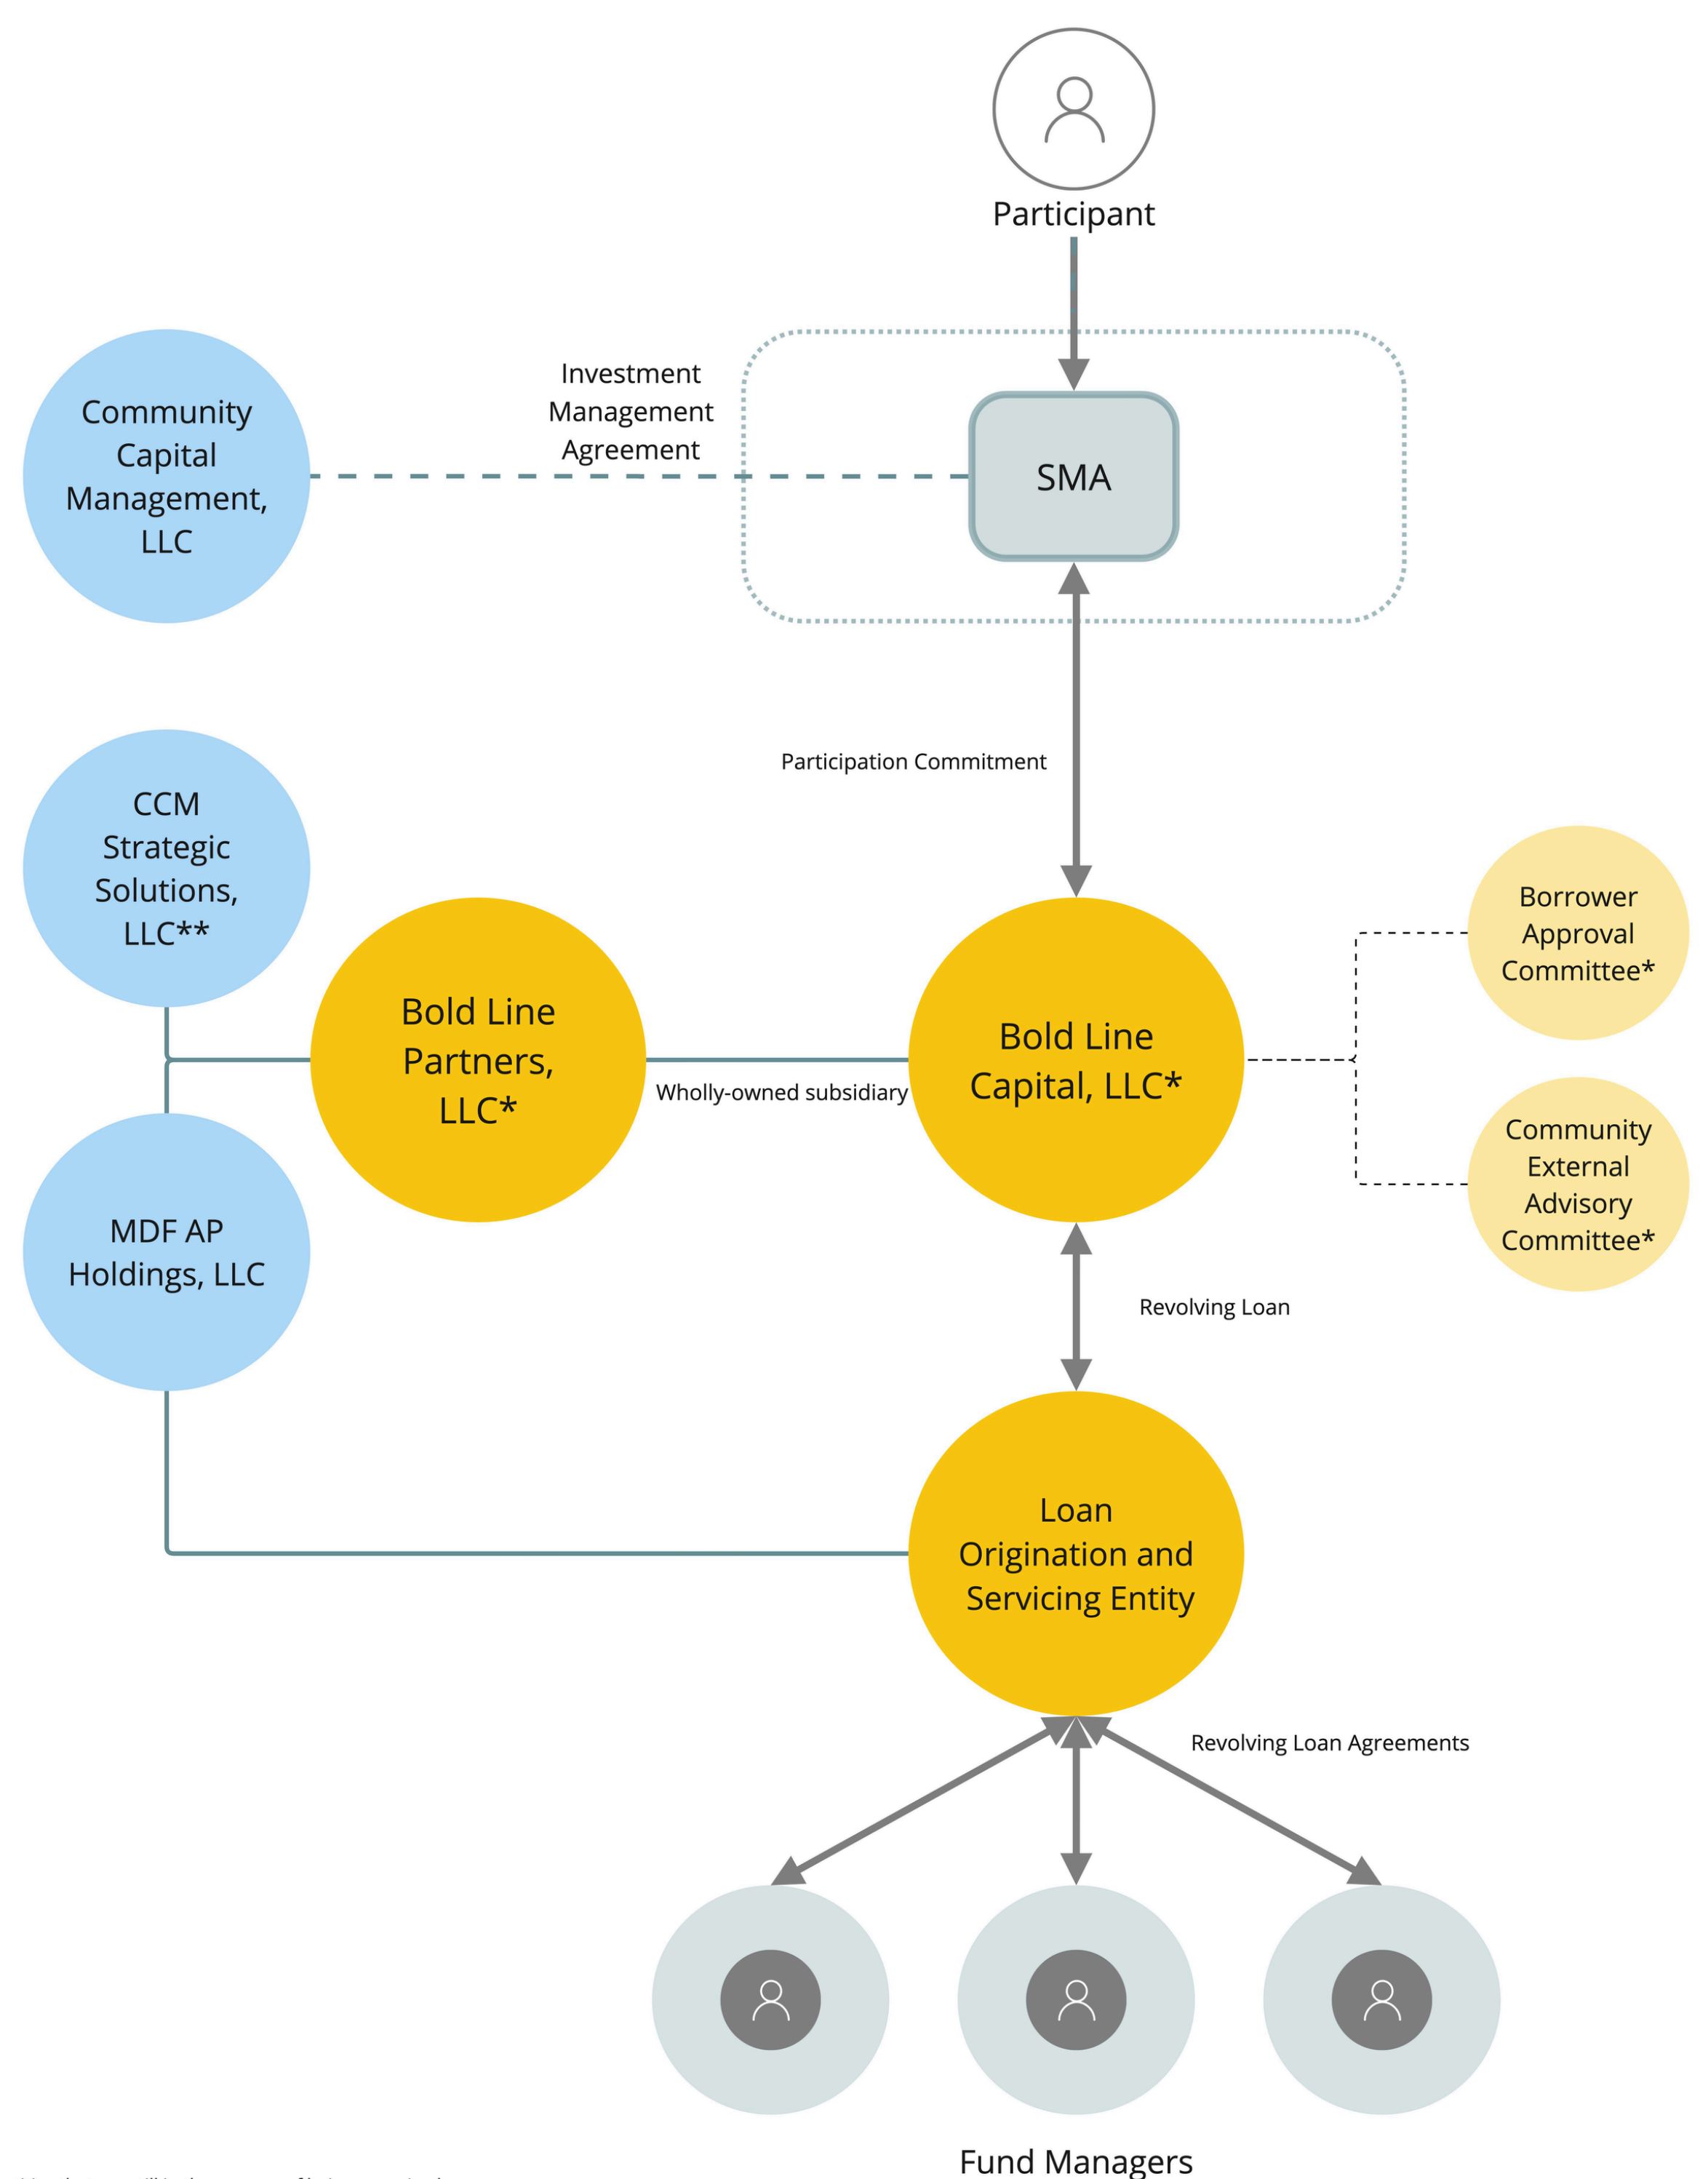 Participant
Investment
Management
Agreement
Community
Capital
Management,
LLC
SMA
Participation Commitment
CCM
Strategic
Solutions,
LLC**
Borrower
Approval
Committee*
Bold Line
Partners,
LLC*
Wholly-owned subsidiary
Bold Line
Capital, LLC*
Community
External
Advisory
Committee*
MDF AP
Holdings, LLC
Revolving Loan
Loan
Origination and
Servicing Entity
Revolving Loan Agreements
Fund Managers